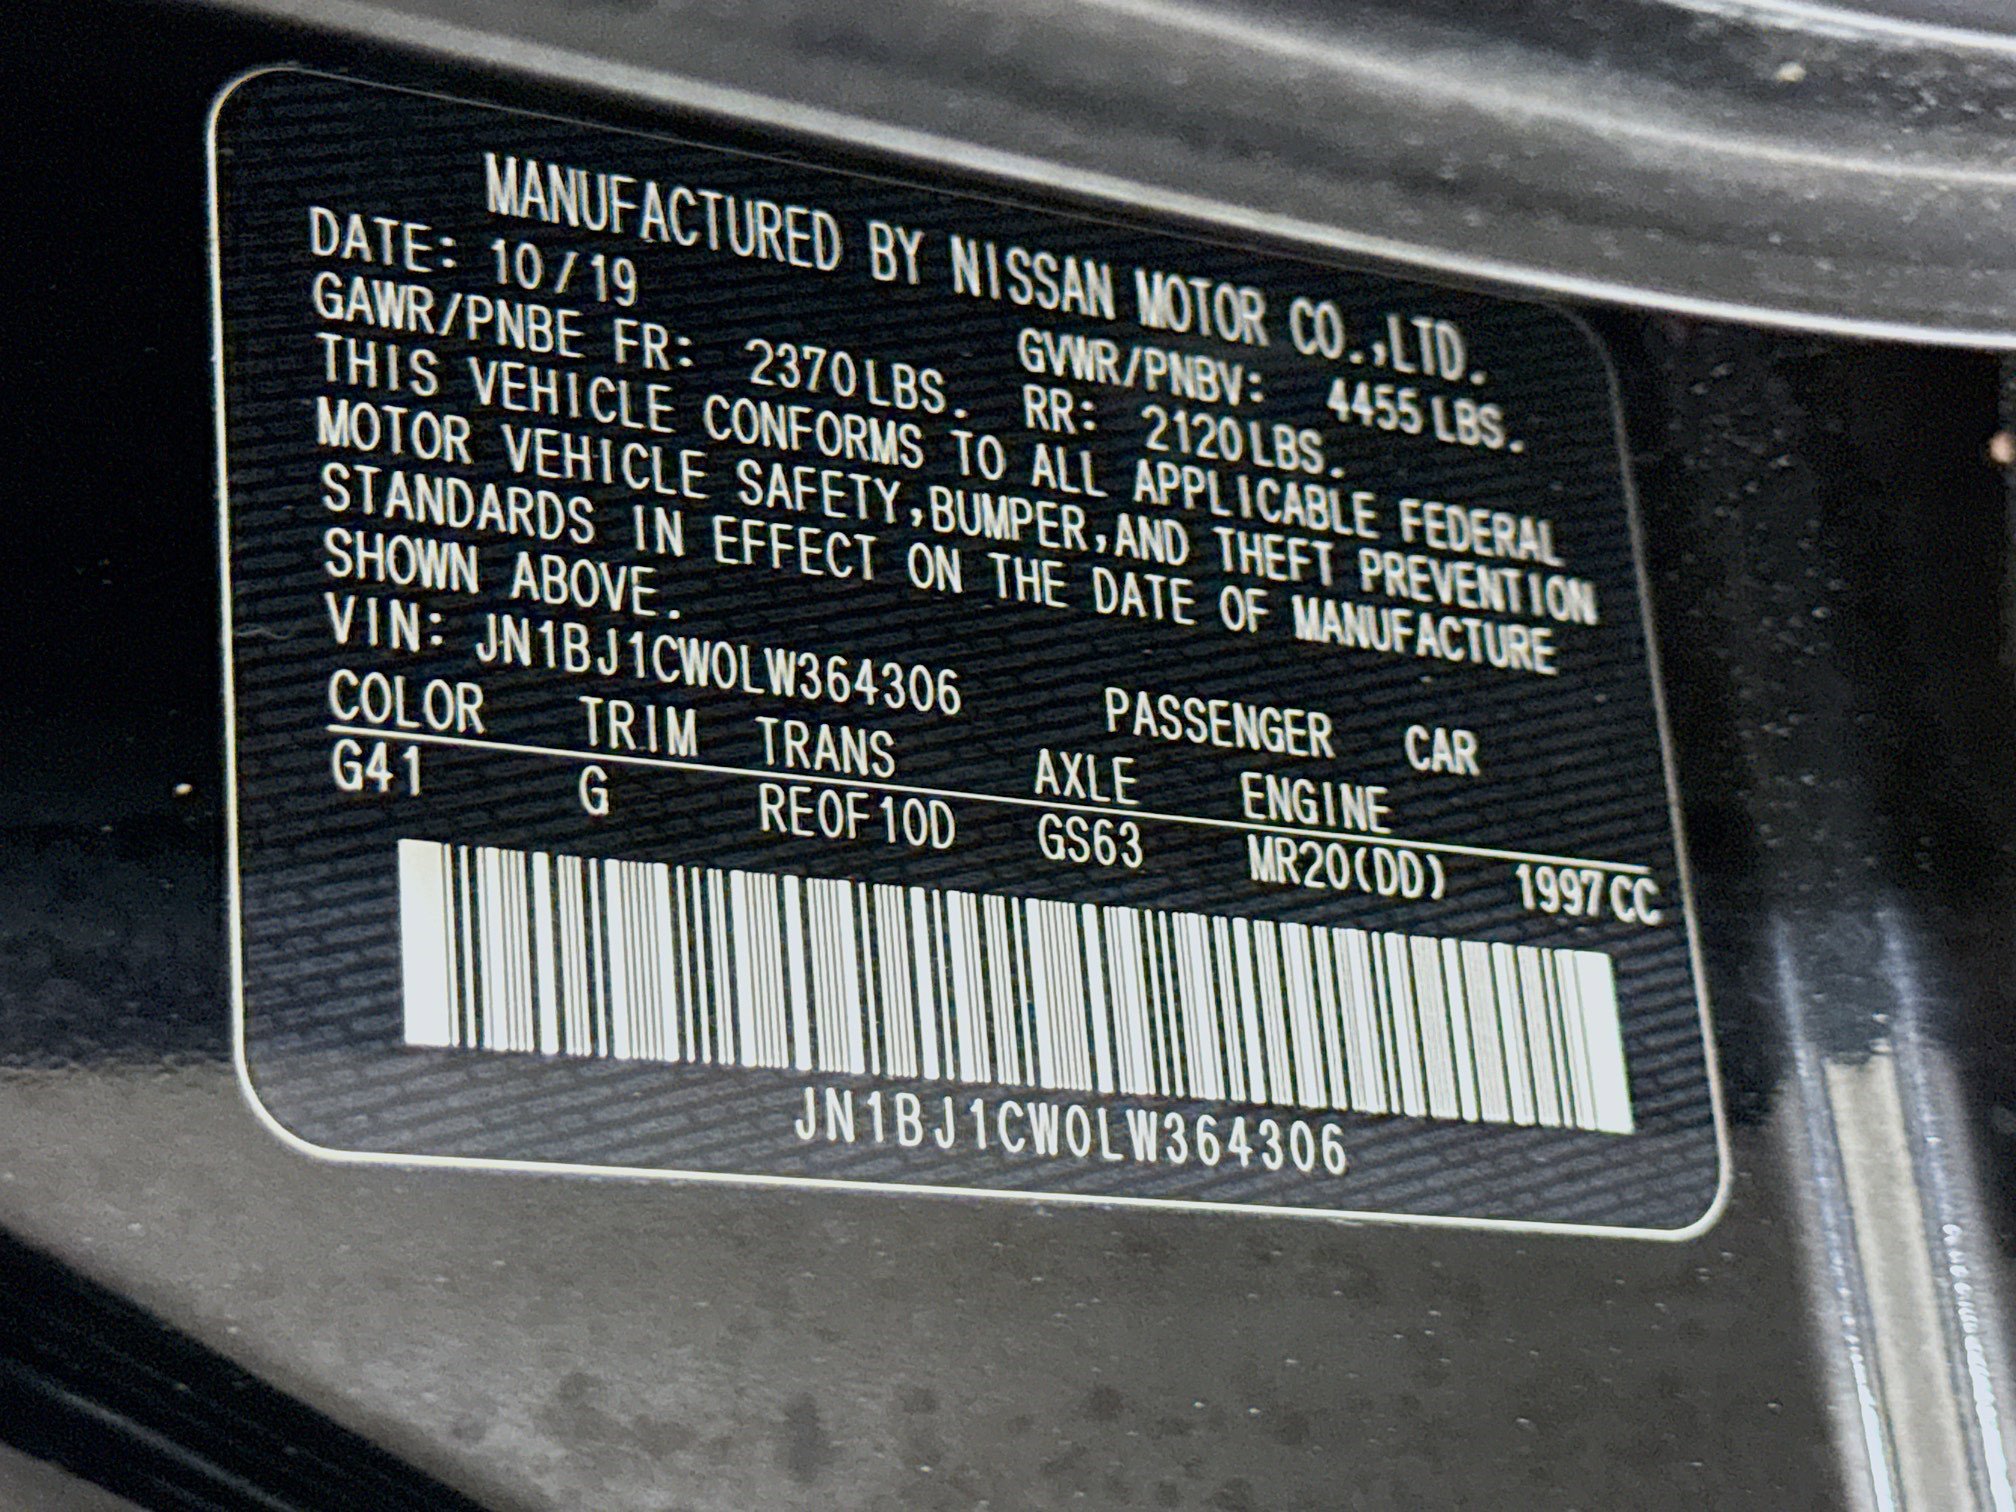 MANUFACTURED BY NISSAN MOTOR CO.,LTD.
DATE: 10/19 GVWR/PNBV: 4455LBS.
GAWR/PNBE FR: 2370LBS. RR: 2120LBS.
THIS VEHICLE CONFORMS TO ALL APPLICABLE FEDERAL
MOTOR VEHICLE SAFETY,BUMPER,AND THEFT PREVENTION
STANDARDS IN EFFECT ON THE DATE OF MANUFACTURE
SHOWN ABOVE.
VIN: JN1BJ1CW0LW364306 PASSENGER CAR
COLOR TRIM TRANS AXLE ENGINE
G41 G RE0F10D GS63 MR20(DD) 1997CC
JN1BJ1CW0LW364306